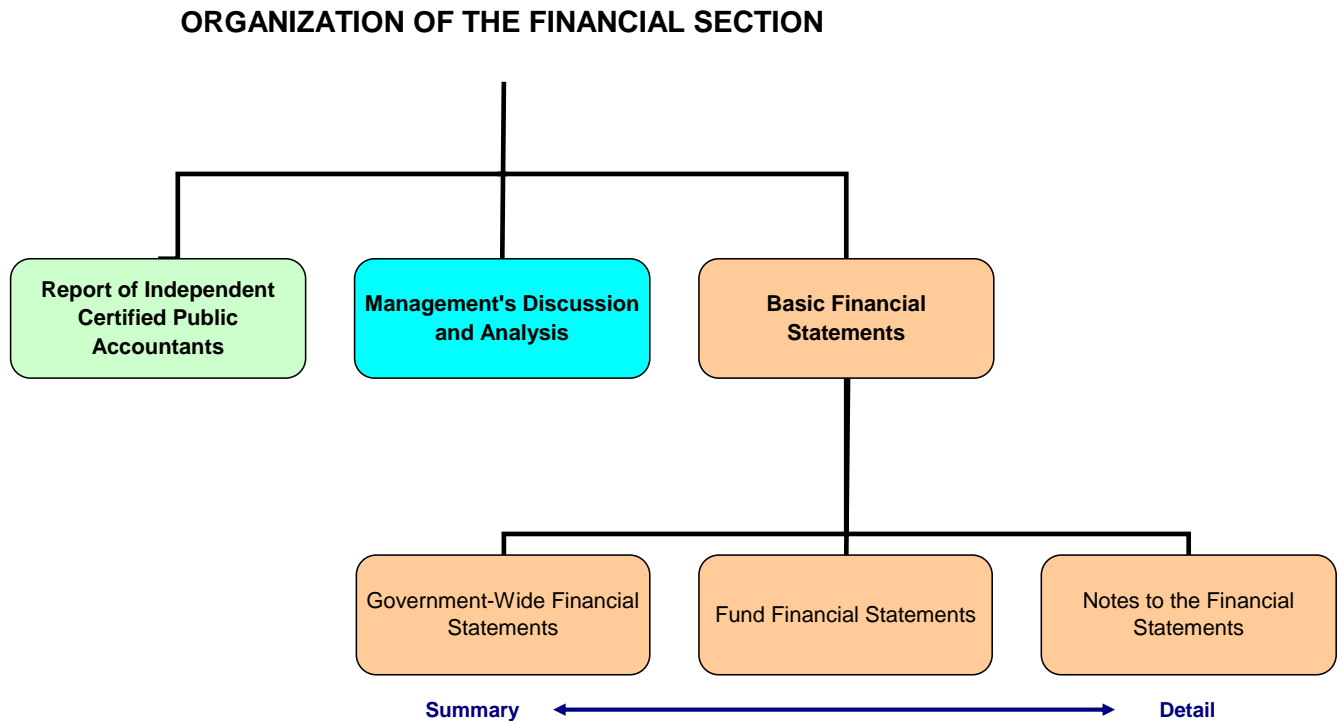 ORGANIZATION OF THE FINANCIAL SECTION
Report of Independent
Certified Public
Accountants
Management's Discussion
and Analysis
Basic Financial
Statements
Government-Wide Financial
Statements
Fund Financial Statements
Notes to the Financial
Statements
Summary
Detail